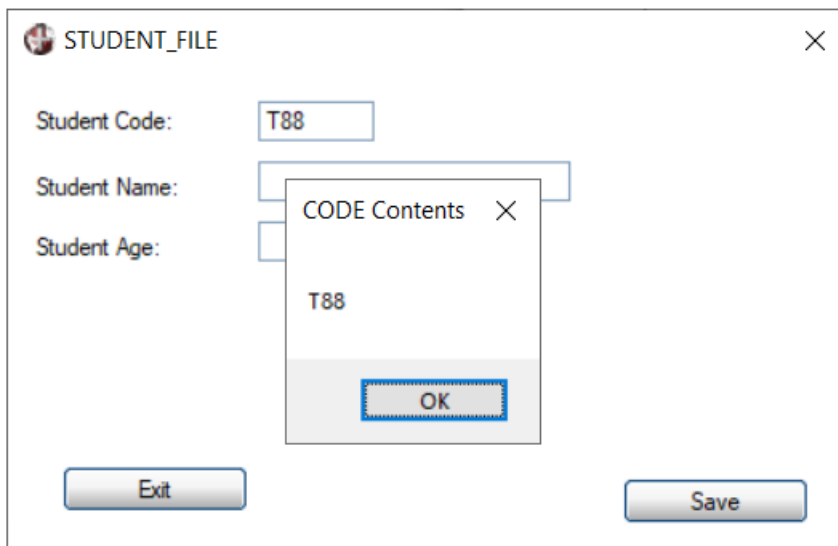 STUDENT_FILE
Student Code: T88
Student Name:
CODE Contents
Student Age:
T88
OK
Exit
Save